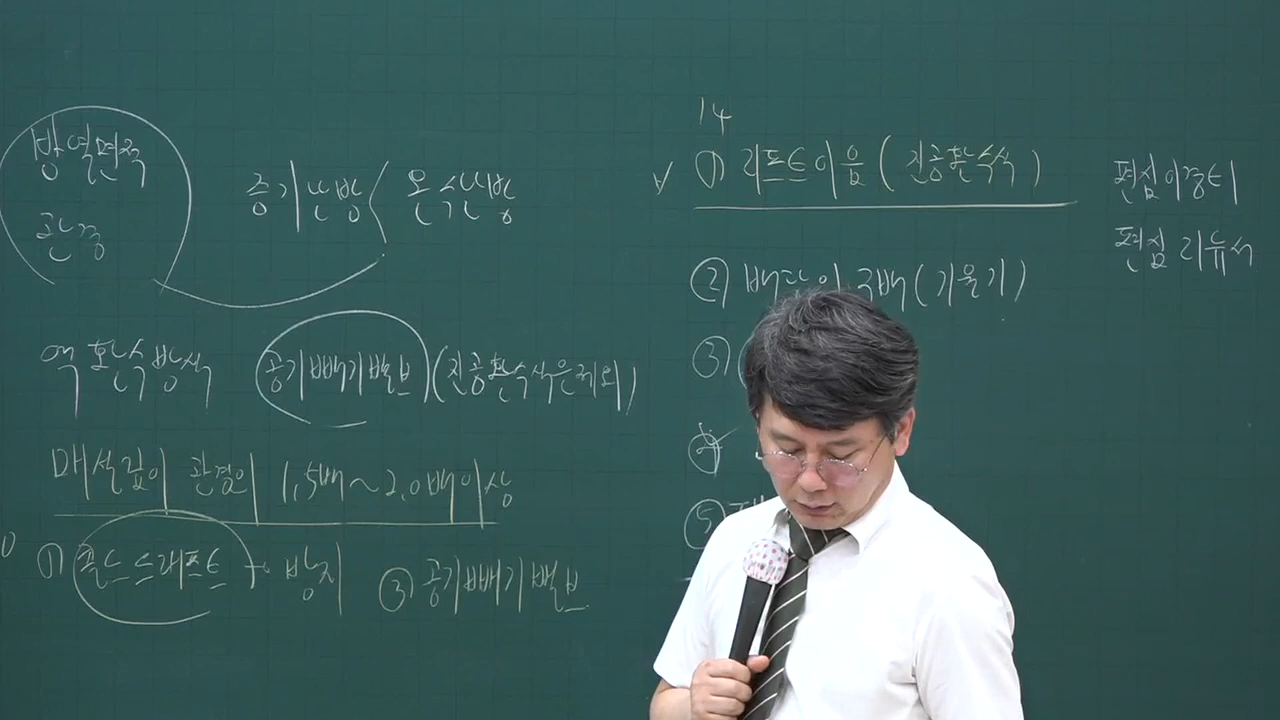 방열면적
관경
증기난방 < 온수난방
역환수방식
공기빼기밸브 (진공환수식은제외)
매설깊이 관경의 1.5배~2.0배이상
① 콜드 스래프트 → 방지
③ 공기빼기밸브
14
① 리프트이음 (진공환수식)
② 배관의 구배 (기울기)
③
④
⑤
편심이경티
편심 리듀서